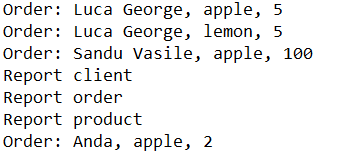 Order: Luca George, apple, 5
Order: Luca George, lemon, 5
Order: Sandu Vasile, apple, 100
Report client
Report order
Report product
Order: Anda, apple, 2